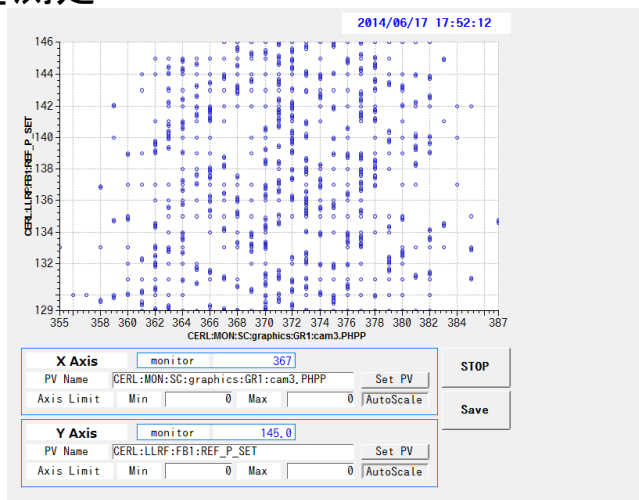 2014/06/17 17:52:12
146
144
142
140
138
136
134
132
129
CERL:LLRF:FB1:REF_P_SET
355 358 360 362 364 366 368 370 372 374 376 378 380 382 384 387
CERL:MON:SC:graphics:GR1:cam3.PHPP
X Axis monitor 367
PV Name CERL:MON:SC:graphics:GR1:cam3.PHPP Set PV
Axis Limit Min 0 Max 0 AutoScale
STOP
Save
Y Axis monitor 145.0
PV Name CERL:LLRF:FB1:REF_P_SET Set PV
Axis Limit Min 0 Max 0 AutoScale